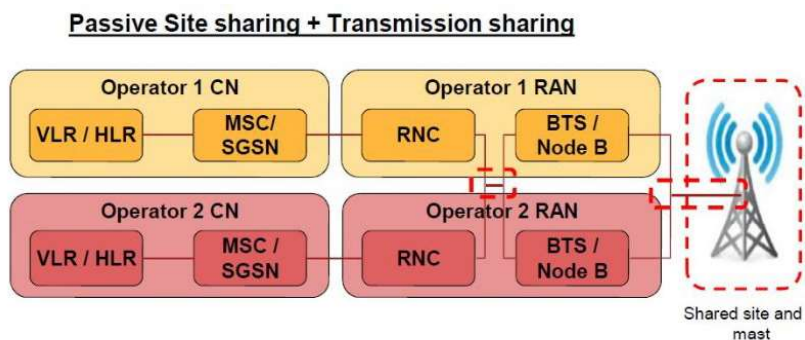 Passive Site sharing + Transmission sharing
Operator 1 CN
VLR / HLR
MSC/
SGSN
Operator 1 RAN
RNC
BTS /
Node B
Operator 2 CN
VLR / HLR
MSC /
SGSN
Operator 2 RAN
RNC
BTS /
Node B
Shared site and
mast